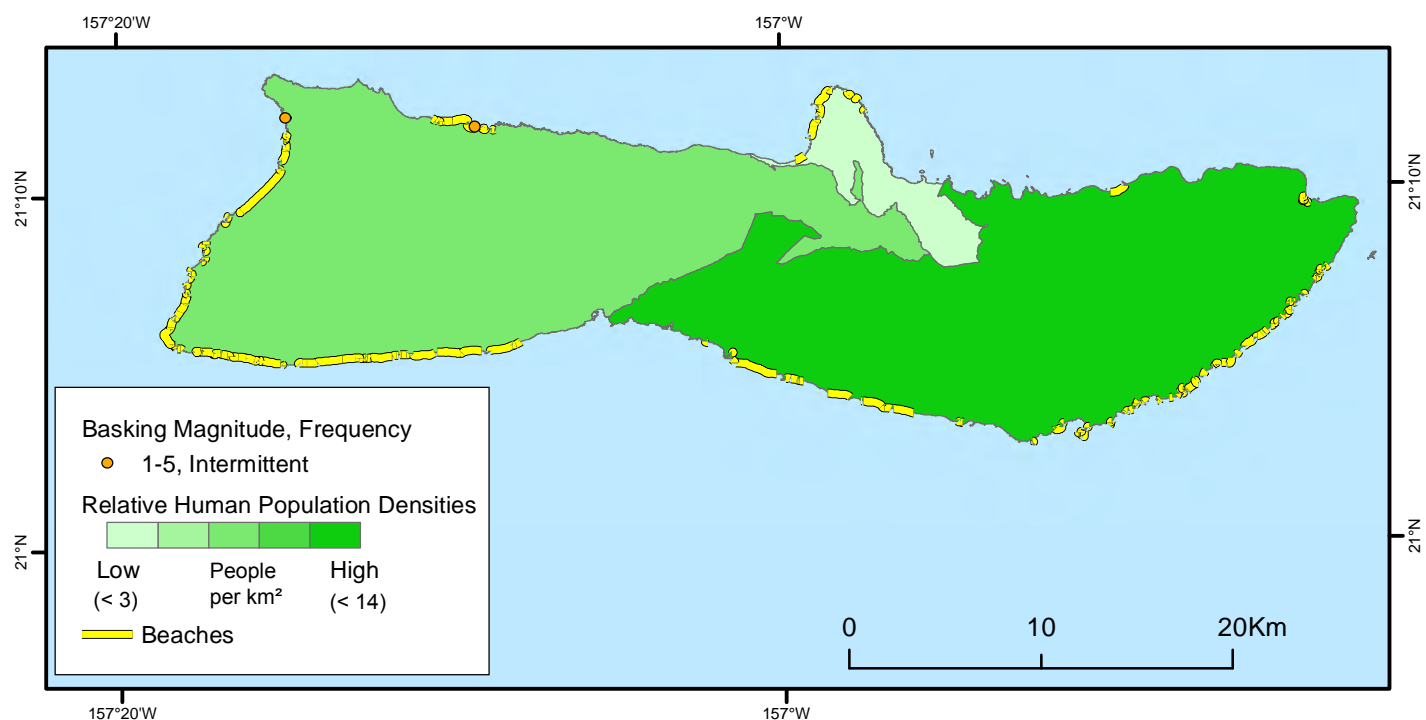 157°20'W 157°W
21°10'N 21°10'N
Basking Magnitude, Frequency
1-5, Intermittent
Relative Human Population Densities
Low People High
(< 3) per km² (< 14)
Beaches
21°N 21°N
0 10 20Km
157°20'W 157°W